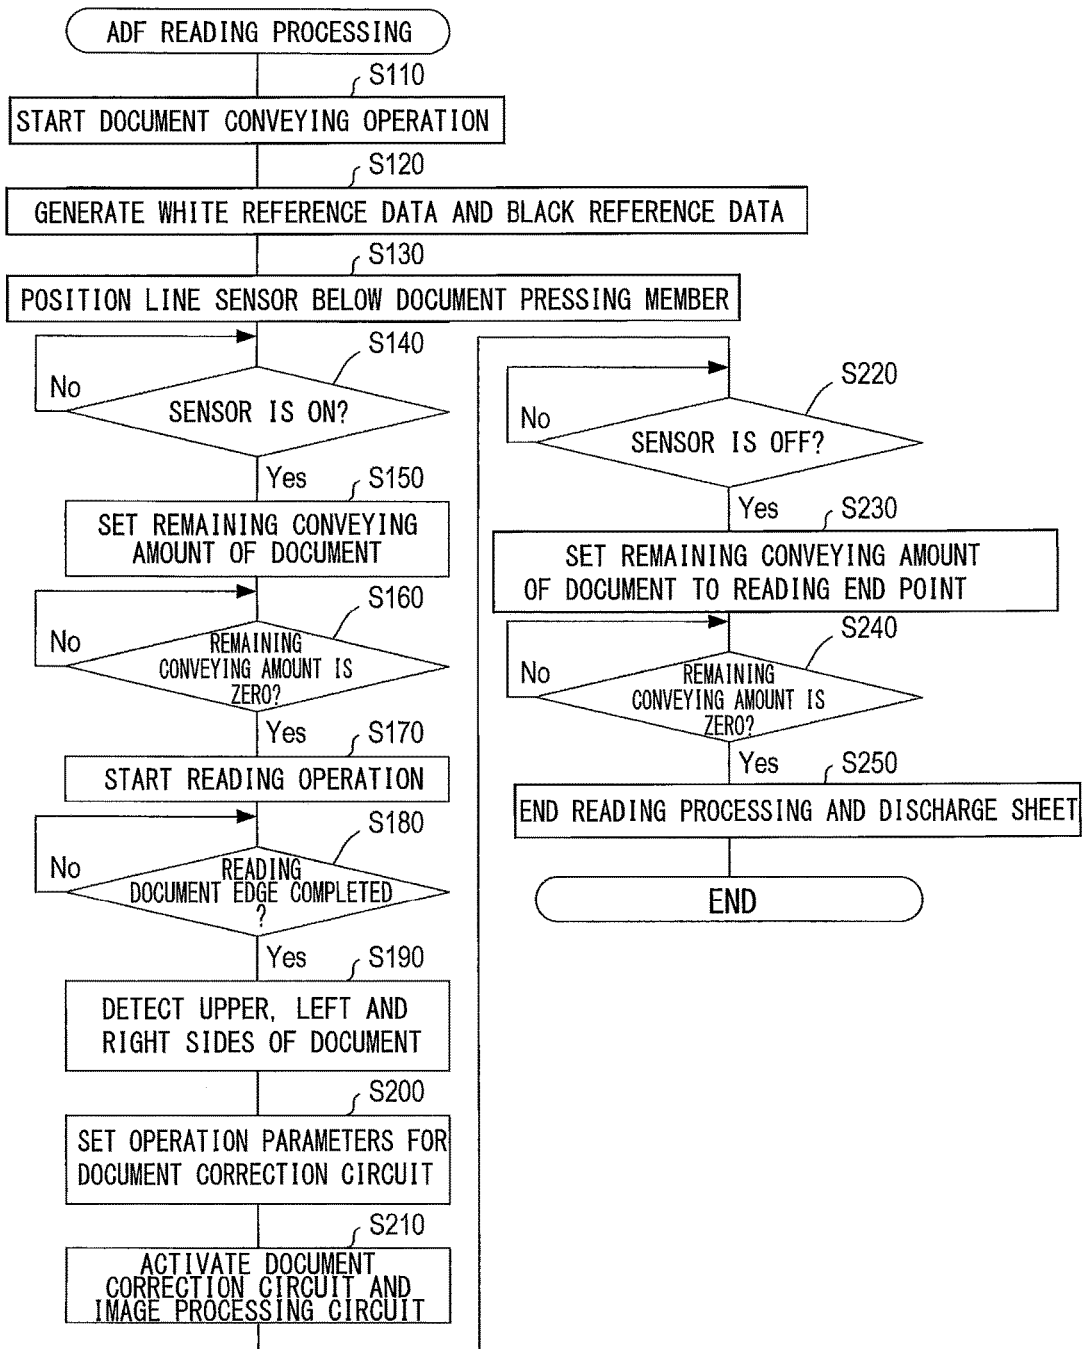 ADF READING PROCESSING
S110
START DOCUMENT CONVEYING OPERATION
S120
GENERATE WHITE REFERENCE DATA AND BLACK REFERENCE DATA
S130
POSITION LINE SENSOR BELOW DOCUMENT PRESSING MEMBER
S140
No
SENSOR IS ON?
Yes
S150
SET REMAINING CONVEYING
AMOUNT OF DOCUMENT
S160
No
REMAINING
CONVEYING AMOUNT IS
ZERO?
Yes
S170
START READING OPERATION
S180
No
READING
DOCUMENT EDGE COMPLETED
?
Yes
S190
DETECT UPPER, LEFT AND
RIGHT SIDES OF DOCUMENT
S200
SET OPERATION PARAMETERS FOR
DOCUMENT CORRECTION CIRCUIT
S210
ACTIVATE DOCUMENT
CORRECTION CIRCUIT AND
IMAGE PROCESSING CIRCUIT
S220
No
SENSOR IS OFF?
Yes
S230
SET REMAINING CONVEYING AMOUNT
OF DOCUMENT TO READING END POINT
S240
No
REMAINING
CONVEYING AMOUNT IS
ZERO?
Yes
S250
END READING PROCESSING AND DISCHARGE SHEET
END